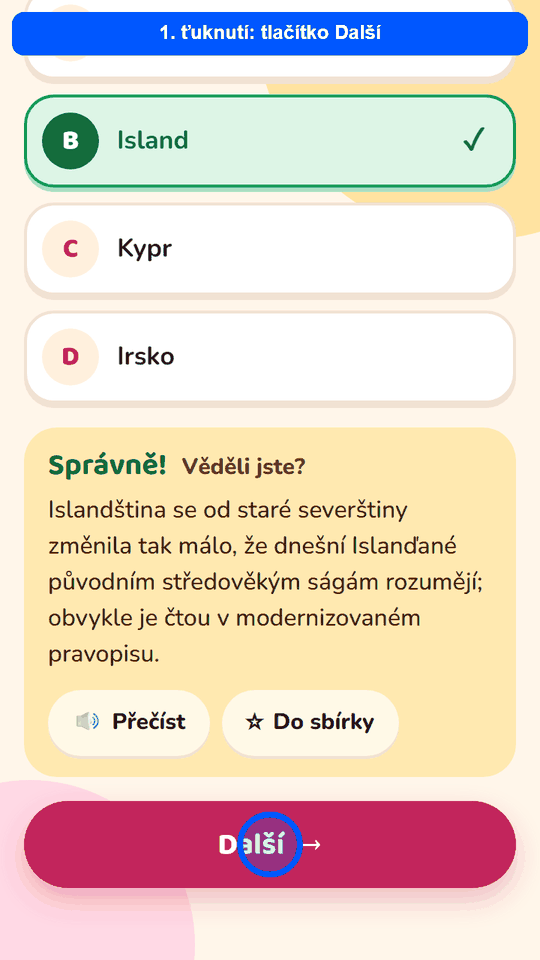 1. ťuknutí: tlačítko Další
B Island ✓
C Kypr
D Irsko
Správně! Věděli jste?
Islandština se od staré severštiny
změnila tak málo, že dnešní Islanďané
původním středověkým ságám rozumějí;
obvykle je čtou v modernizovaném
pravopisu.
🔊 Přečíst ☆ Do sbírky
Další →